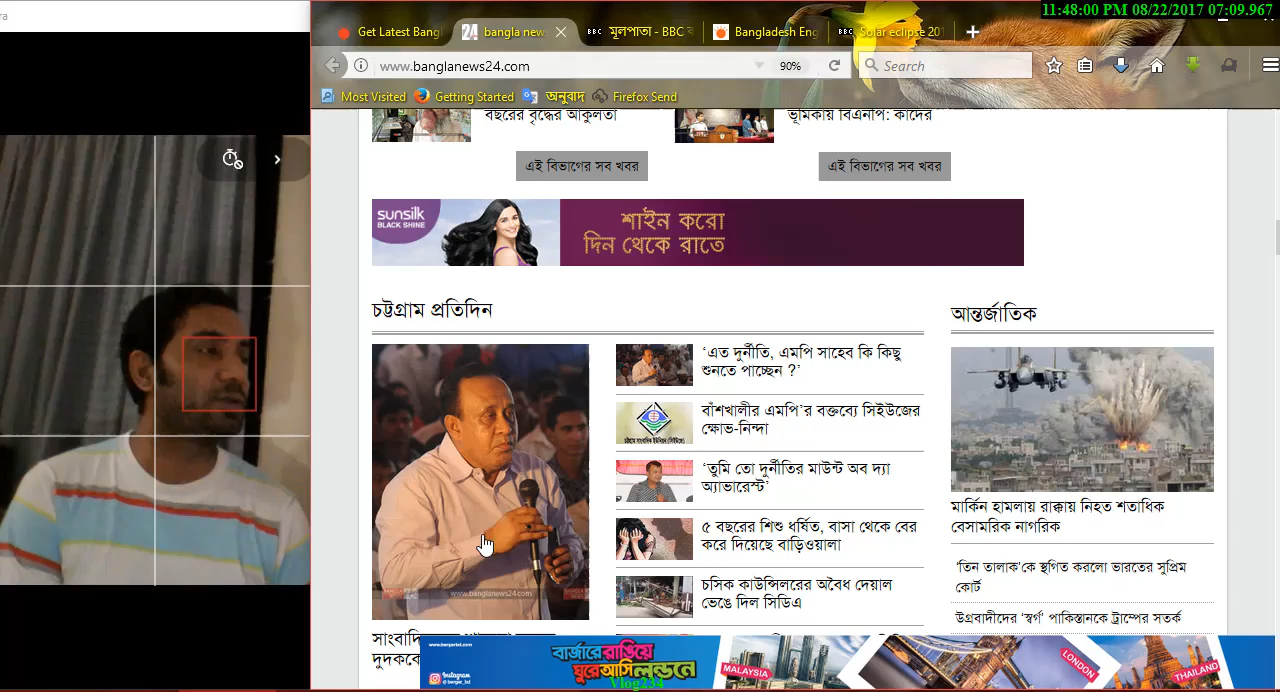 11:48:00 PM 08/22/2017 07:09.967
Get Latest Bangl
24 bangla new
BBC মূলপাতা - BBC ব
Bangladesh Eng
BBC Solar eclipse 201
www.banglanews24.com
90%
Search
Most Visited
Getting Started
অনুবাদ
Firefox Send
বছরের বৃদ্ধের আকুলতা
ভূমিকায় বিএনপি: কাদের
এই বিভাগের সব খবর
এই বিভাগের সব খবর
sunsilk
BLACK SHINE
শাইন করো
দিন থেকে রাতে
চট্টগ্রাম প্রতিদিন
আন্তর্জাতিক
‘এত দুর্নীতি, এমপি সাহেব কি কিছু
শুনতে পাচ্ছেন ?’
বাঁশখালীর এমপি’র বক্তব্যে সিইউজের
ক্ষোভ-নিন্দা
‘তুমি তো দুর্নীতির মাউন্ট অব দ্যা
অ্যাভারেস্ট’
৫ বছরের শিশু ধর্ষিত, বাসা থেকে বের
করে দিয়েছে বাড়িওয়ালা
চসিক কাউন্সিলরের অবৈধ দেয়াল
ভেঙে দিল সিডিএ
www.banglanews24.com
মার্কিন হামলায় রাক্কায় নিহত শতাধিক
বেসামরিক নাগরিক
‘তিন তালাক’কে স্থগিত করলো ভারতের সুপ্রিম
কোর্ট
উগ্রবাদীদের ‘স্বর্গ’ পাকিস্তানকে ট্রাম্পের সতর্ক
বার্জারে রাঙিয়ে
ঘুরে আসি লন্ডনে
Vlog234
Instagram
MALAYSIA
LONDON
THAILAND